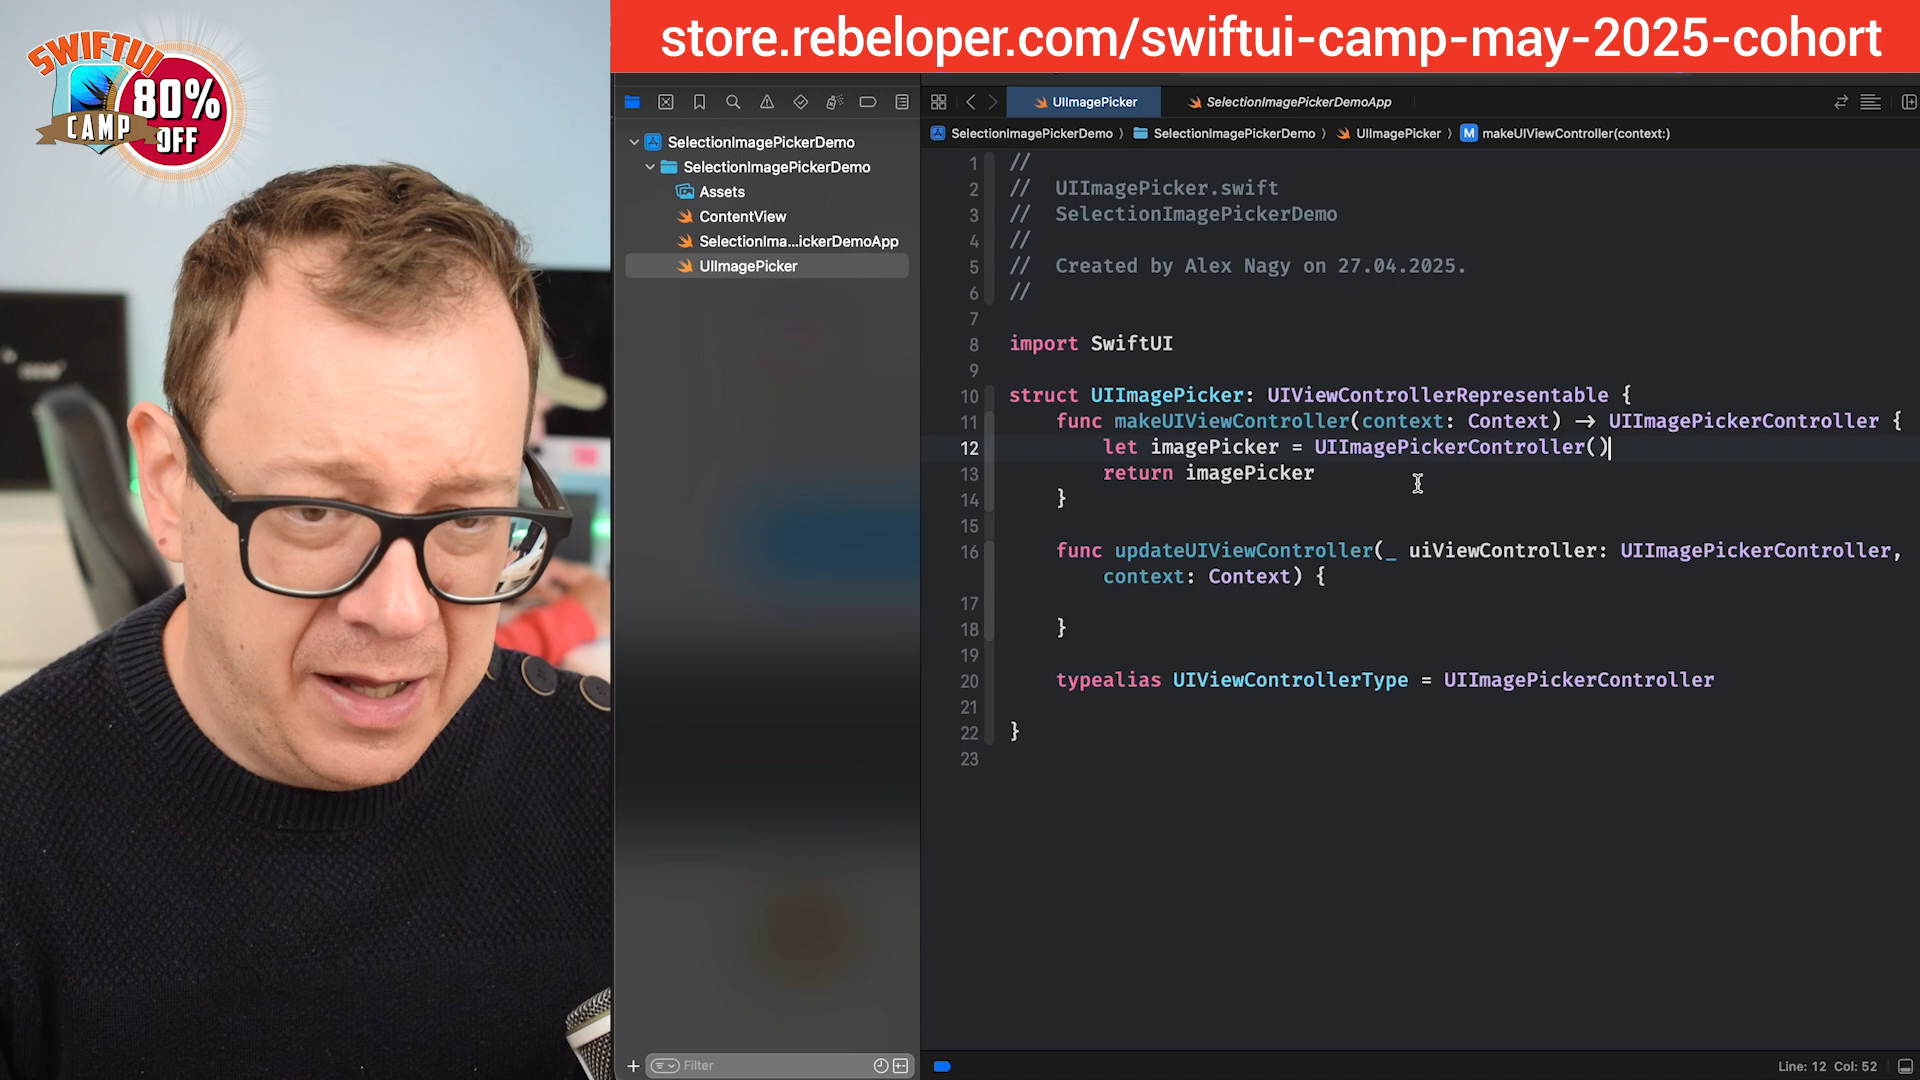 store.rebeloper.com/swiftui-camp-may-2025-cohort
SWIFTUI
CAMP
80%
OFF
UIImagePicker
SelectionImagePickerDemoApp
SelectionImagePickerDemo
SelectionImagePickerDemo
UIImagePicker
makeUIViewController(context:)
SelectionImagePickerDemo
SelectionImagePickerDemo
Assets
ContentView
SelectionIma...ickerDemoApp
UIImagePicker
Filter
1 //
2 //  UIImagePicker.swift
3 //  SelectionImagePickerDemo
4 //
5 //  Created by Alex Nagy on 27.04.2025.
6 //
7
8 import SwiftUI
9
10 struct UIImagePicker: UIViewControllerRepresentable {
11 func makeUIViewController(context: Context) -> UIImagePickerController {
12 let imagePicker = UIImagePickerController()
13 return imagePicker
14 }
15
16 func updateUIViewController(_ uiViewController: UIImagePickerController,
context: Context) {
17
18 }
19
20 typealias UIViewControllerType = UIImagePickerController
21
22 }
23
Line: 12 Col: 52